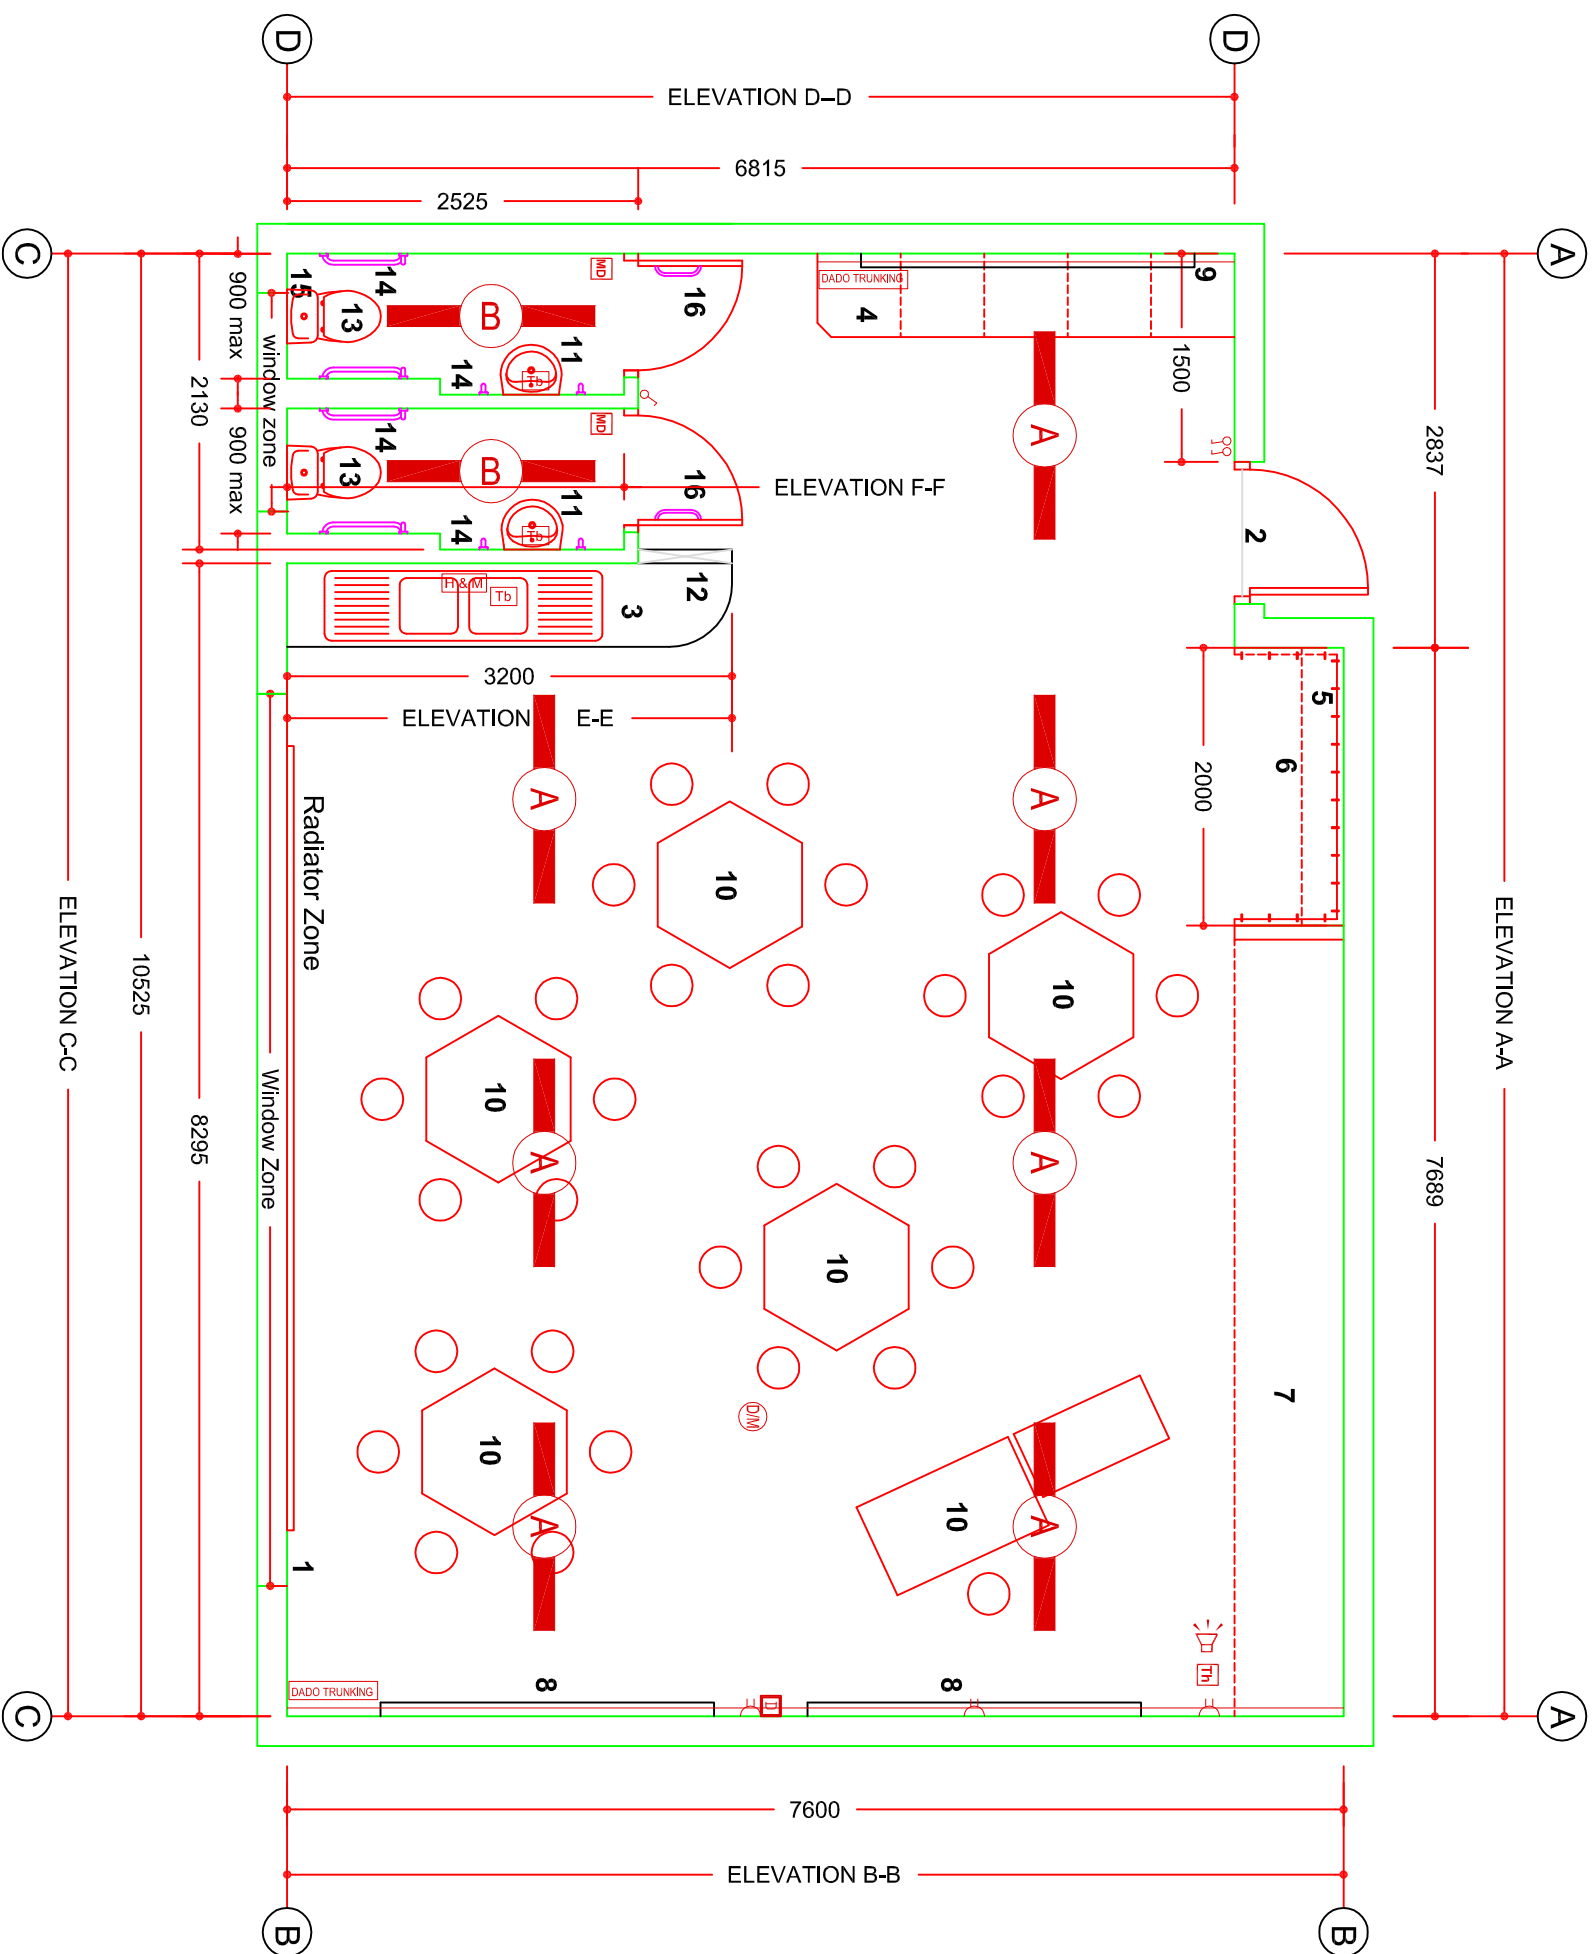 D
D
ELEVATION D–D
6815
2525
C
A
900 max
window zone
2130
900 max
15
14
13
MD
B
11
Tb
14
16
DADO TRUNKING
4
9
1500
A
2837
14
13
MD
B
11
Tb
14
16
ELEVATION F-F
2
H & M
Tb
3
12
3200
ELEVATION E-E
5
6
2000
A
A
Radiator Zone
10
10
ELEVATION C-C
10525
8295
Window Zone
ELEVATION A-A
7689
10
A
A
10
7
D/M
10
A
10
A
1
Th
8
8
DADO TRUNKING
C
A
7600
ELEVATION B-B
B
B